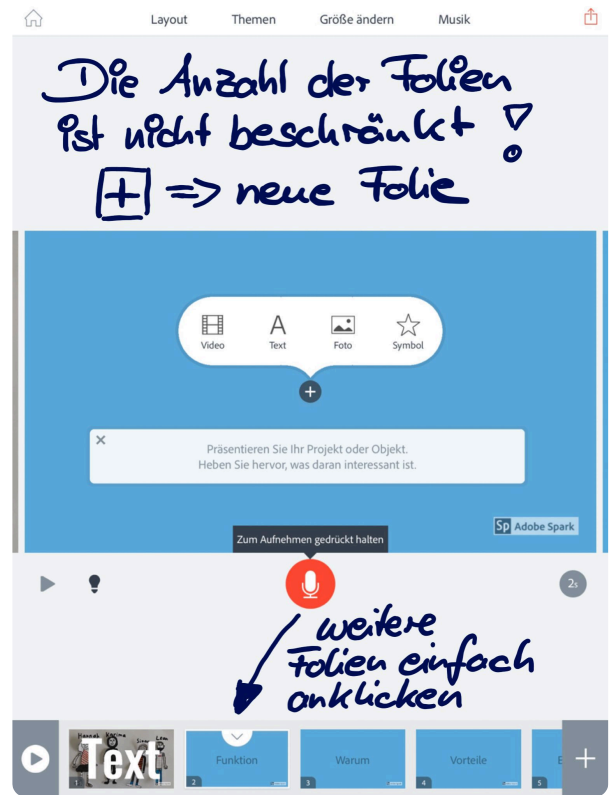 Layout Themen Größe ändern Musik
Die Anzahl der Folien
ist nicht beschränkt !
+ => neue Folie
Video Text Foto Symbol
+
Präsentieren Sie Ihr Projekt oder Objekt.
Heben Sie hervor, was daran interessant ist.
Sp Adobe Spark
Zum Aufnehmen gedrückt halten
2s
weitere
Folien einfach
anklicken
Hannah Karima
Text
Funktion Warum Vorteile
1 2 3 4 5
+